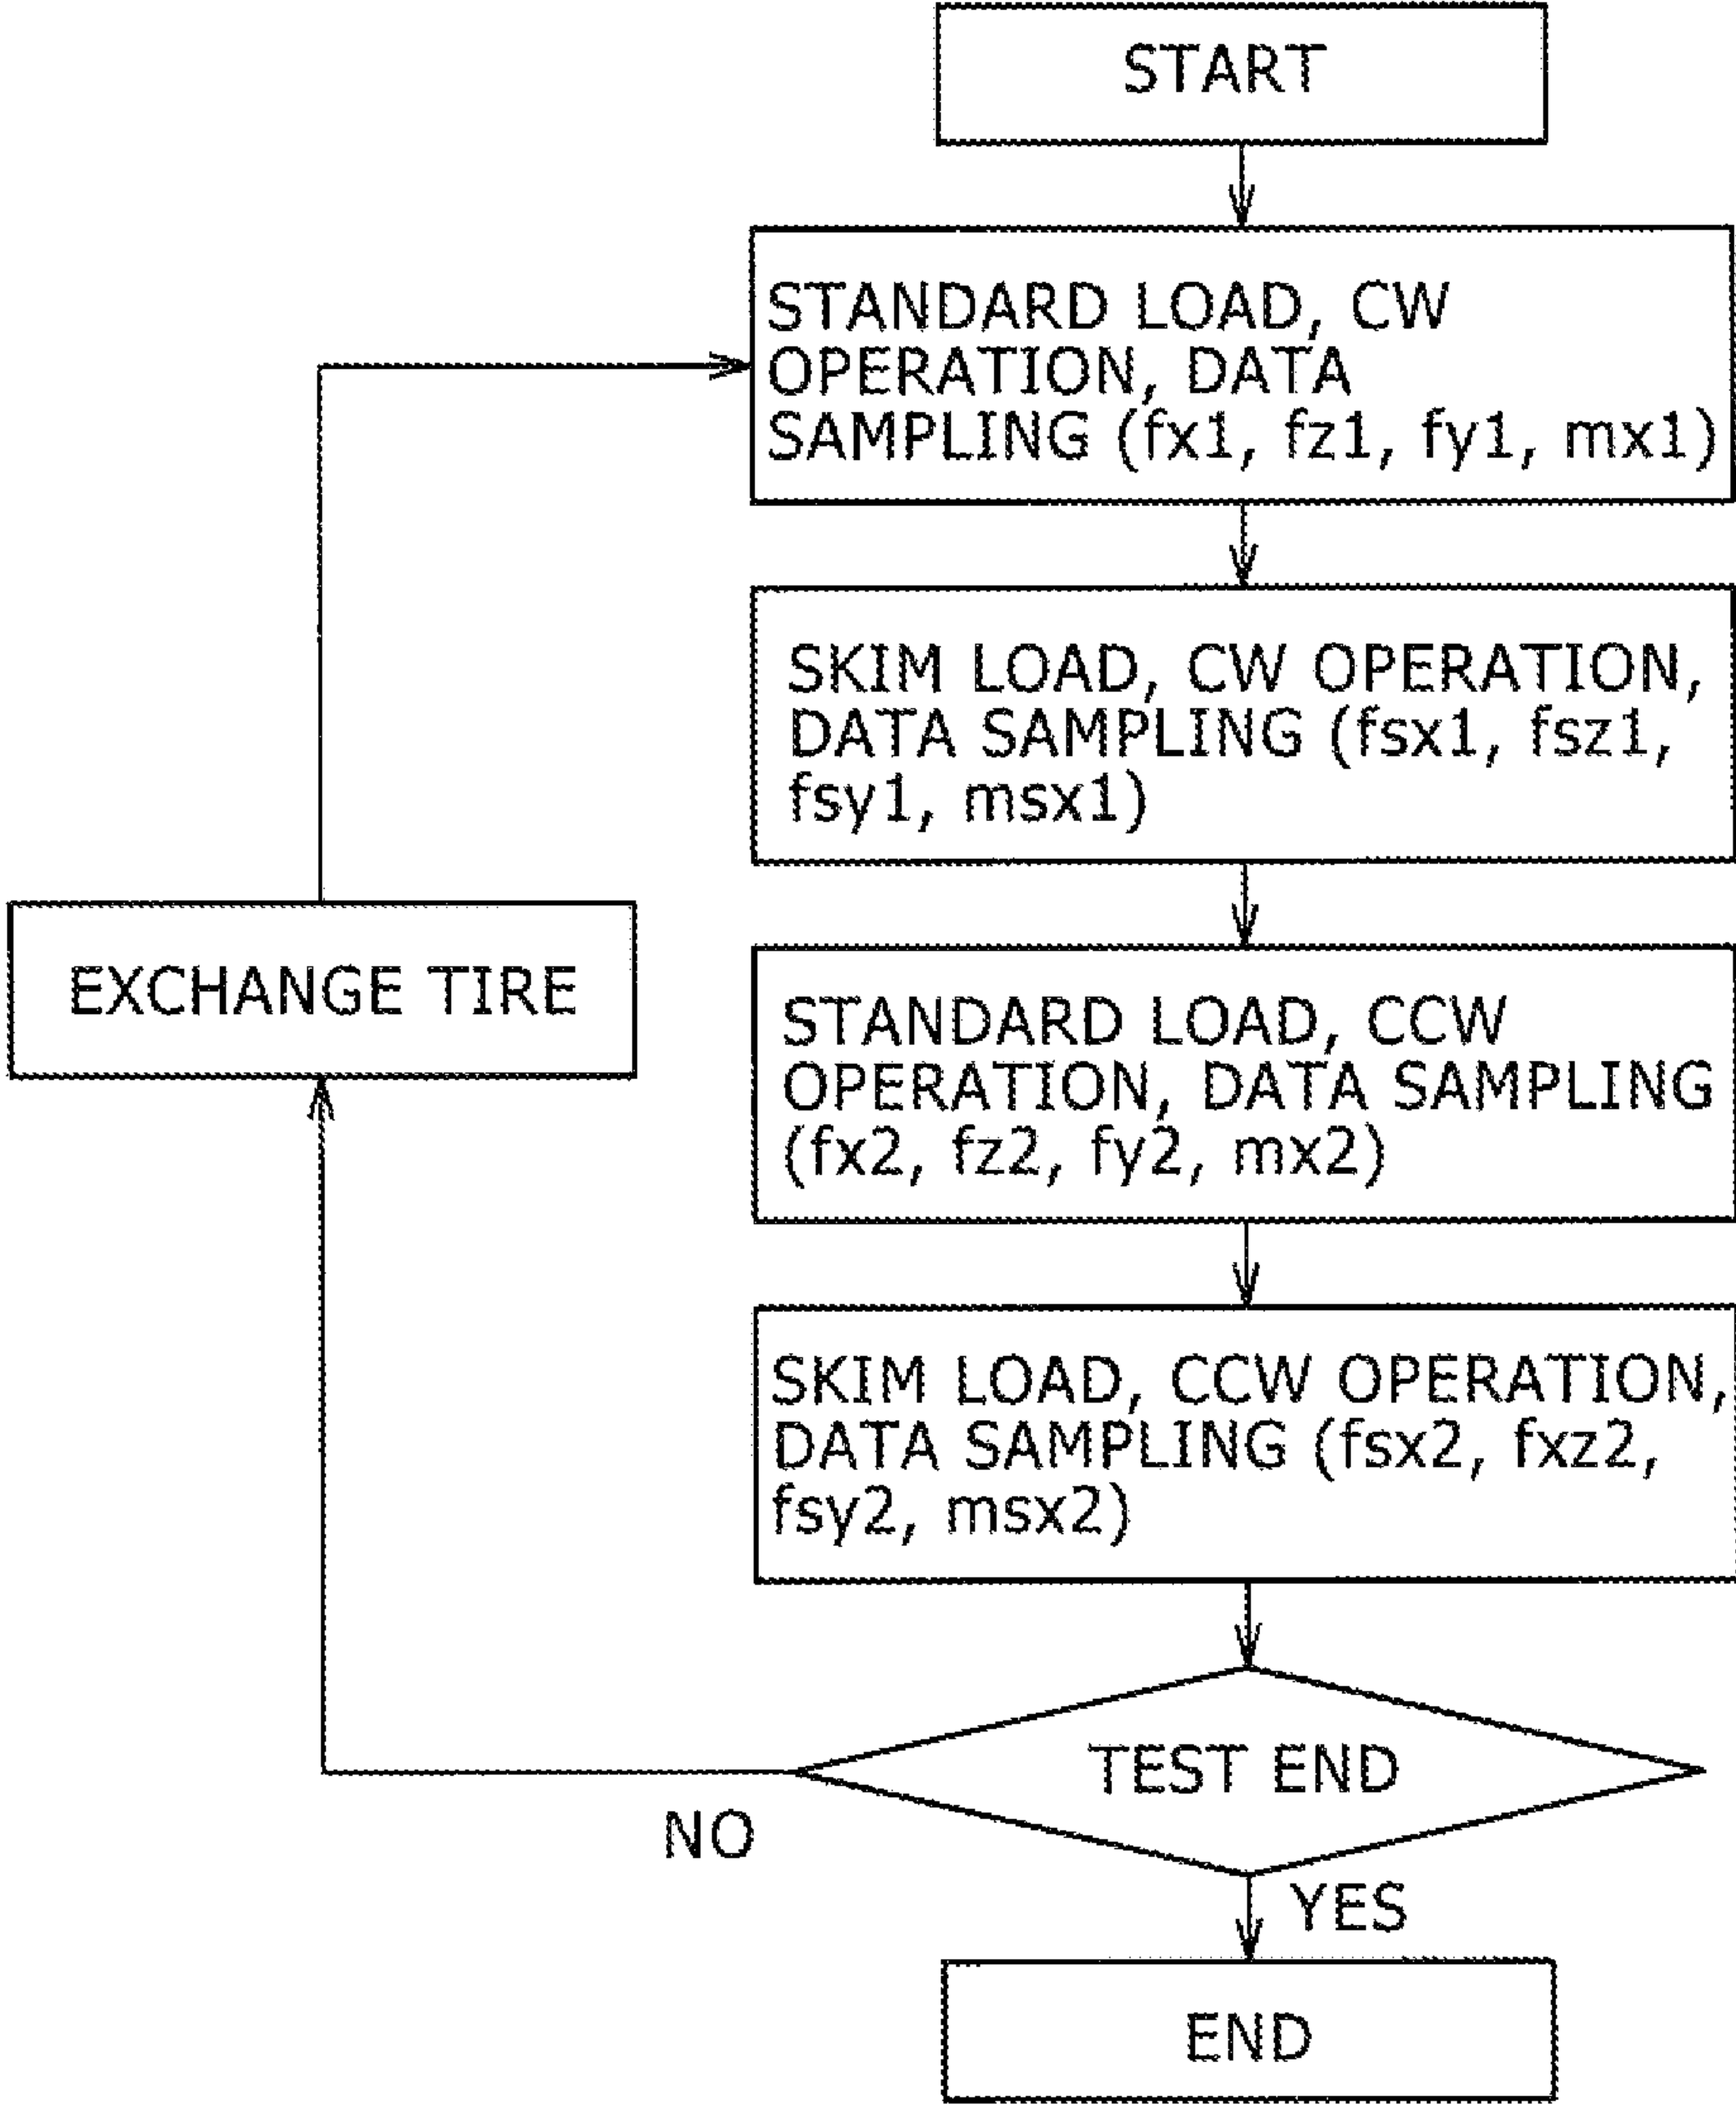 START
STANDARD LOAD, CW
OPERATION, DATA
SAMPLING (fx1, fz1, fy1, mx1)
SKIM LOAD, CW OPERATION,
DATA SAMPLING (fsx1, fsz1,
fsy1, msx1)
EXCHANGE TIRE
STANDARD LOAD, CCW
OPERATION, DATA SAMPLING
(fx2, fz2, fy2, mx2)
SKIM LOAD, CCW OPERATION,
DATA SAMPLING (fsx2, fxz2,
fsy2, msx2)
TEST END
NO
YES
END